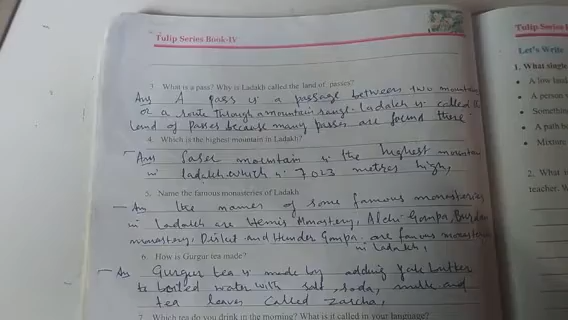 Tulip Series Book-IV
3. What is a pass? Why is Ladakh called the land of passes?
Ans A pass is a passage between two mountains
or a route through a mountain range. Ladakh is called a
land of passes because many passes are found there
4. Which is the highest mountain in Ladakh?
Ans Saser mountain is the highest mountain
in ladakh which is 7013 metres high,
5. Name the famous monasteries of Ladakh
Ans the names of some famous monasteries
in Ladakh are Hemis Monastery, Alchi Gompa,
monastery, and Gompa are famous
in Ladakh,
6. How is Gurgur tea made?
Ans Gurgur tea is made by adding yak butter
to boiled water with salt, soda, milk and
tea leaves called zarcha,
7. Which tea do you drink in the morning? What is it called in your language?
Tulip Series
Let's Write
1. What single
A low land
A person
Something
A path
Mixture
2. What is
teacher.